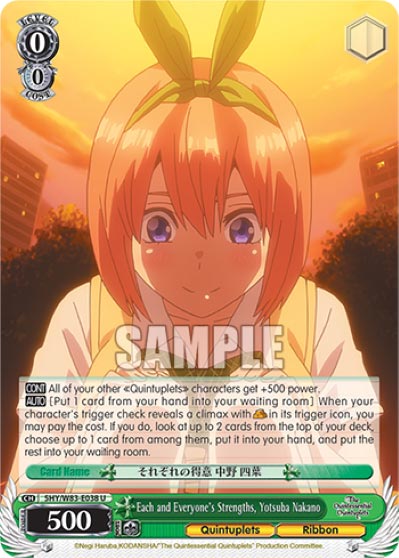 LEVEL
0
0
COST
SAMPLE
CONT All of your other «Quintuplets» characters get +500 power.
AUTO [Put 1 card from your hand into your waiting room] When your
character's trigger check reveals a climax with in its trigger icon, you
may pay the cost. If you do, look at up to 2 cards from the top of your deck,
choose up to 1 card from among them, put it into your hand, and put the
rest into your waiting room.
Card Name それぞれの得意 中野 四葉
CH 5HY/W83-E038 U
Each and Everyone's Strengths, Yotsuba Nakano
The
Quintessential
Quintuplets
500
Quintuplets
Ribbon
©Negi Haruba,KODANSHA/"The Quintessential Quintuplets" Production Committee